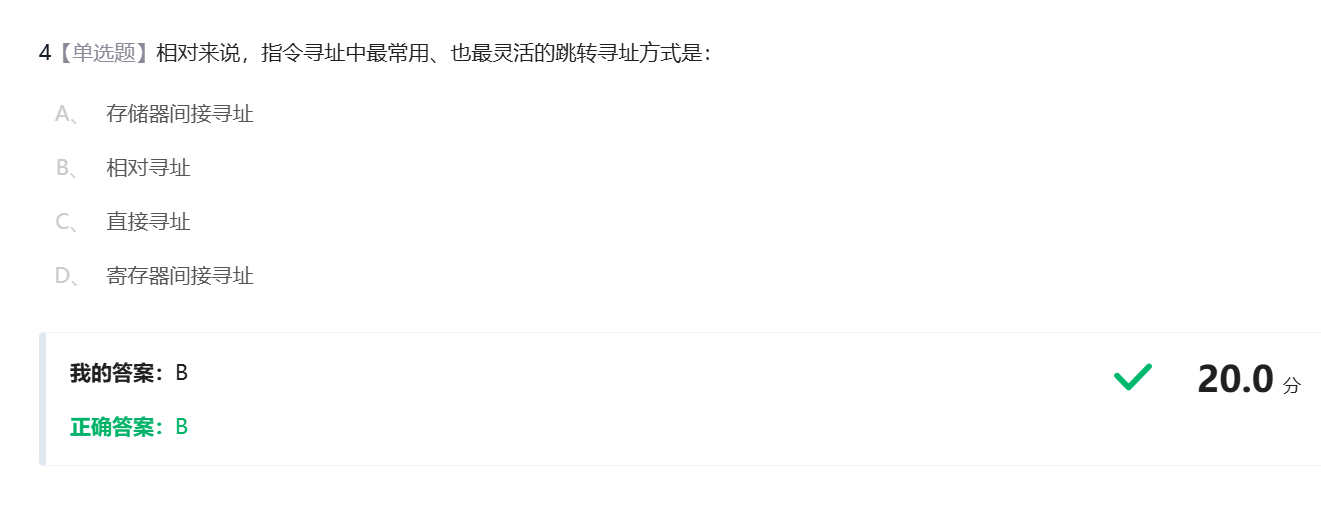 4【单选题】相对来说，指令寻址中最常用、也最灵活的跳转寻址方式是：
A、 存储器间接寻址
B、 相对寻址
C、 直接寻址
D、 寄存器间接寻址
我的答案：B
20.0 分
正确答案：B